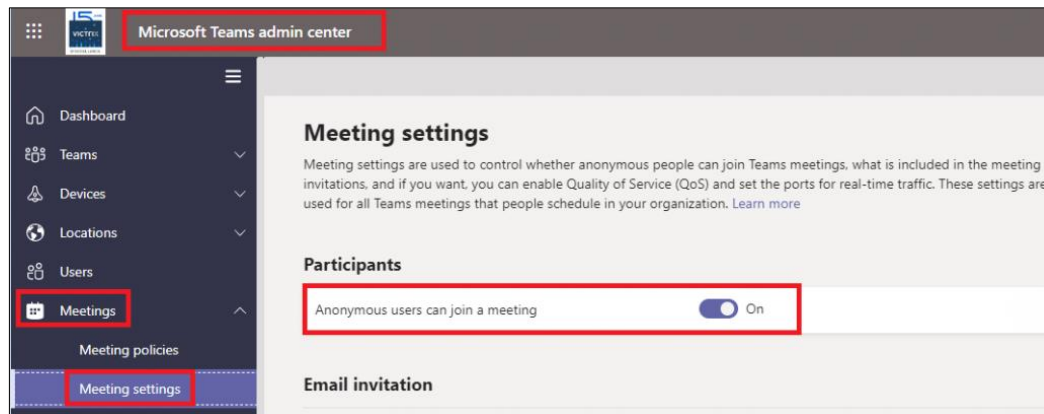 15
VICTEL
Microsoft Teams admin center
Dashboard
Teams
Devices
Locations
Users
Meetings
Meeting policies
Meeting settings
Meeting settings
Meeting settings are used to control whether anonymous people can join Teams meetings, what is included in the meeting
invitations, and if you want, you can enable Quality of Service (QoS) and set the ports for real-time traffic. These settings are
used for all Teams meetings that people schedule in your organization. Learn more
Participants
Anonymous users can join a meeting
On
Email invitation